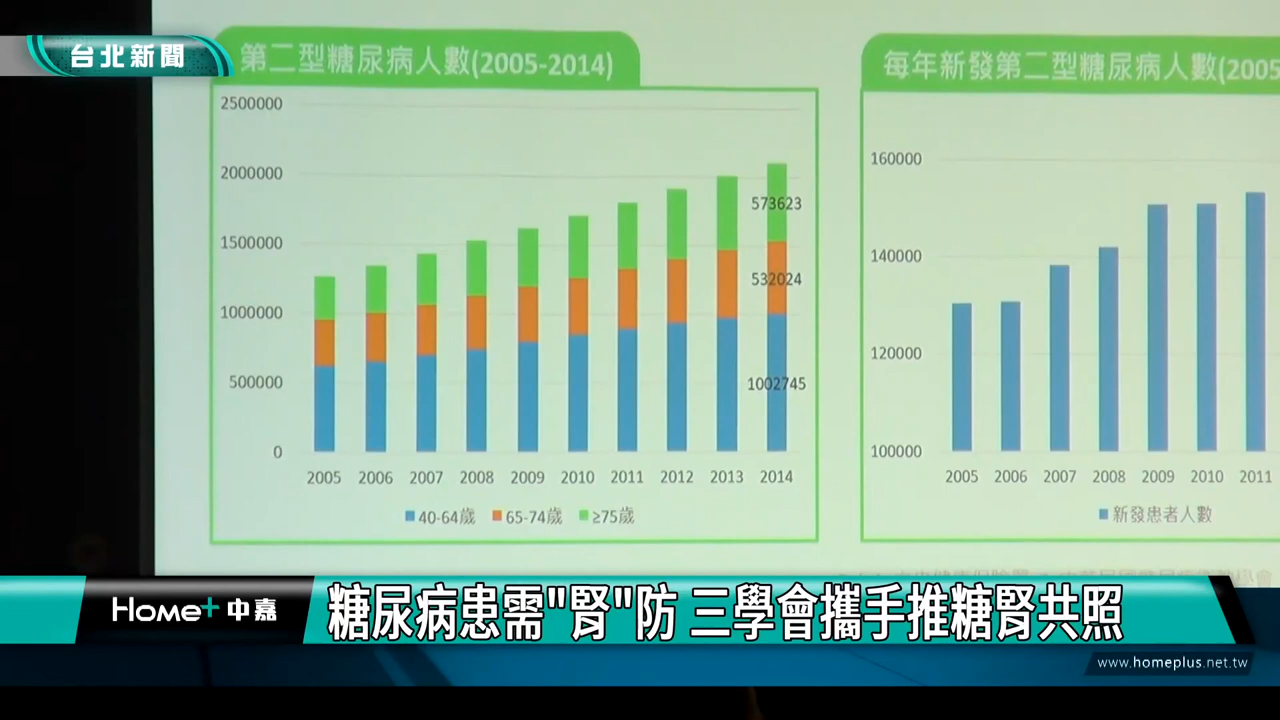 台北新聞
第二型糖尿病人數(2005-2014)
2500000
2000000
1500000
1000000
500000
0
573623
532024
1002745
2005 2006 2007 2008 2009 2010 2011 2012 2013 2014
40-64歲 65-74歲 ≥75歲
每年新發第二型糖尿病人數(2005
160000
140000
120000
100000
2005 2006 2007 2008 2009 2010 2011
新發患者人數
Home+中嘉
糖尿病患需"腎"防 三學會攜手推糖腎共照
www.homeplus.net.tw